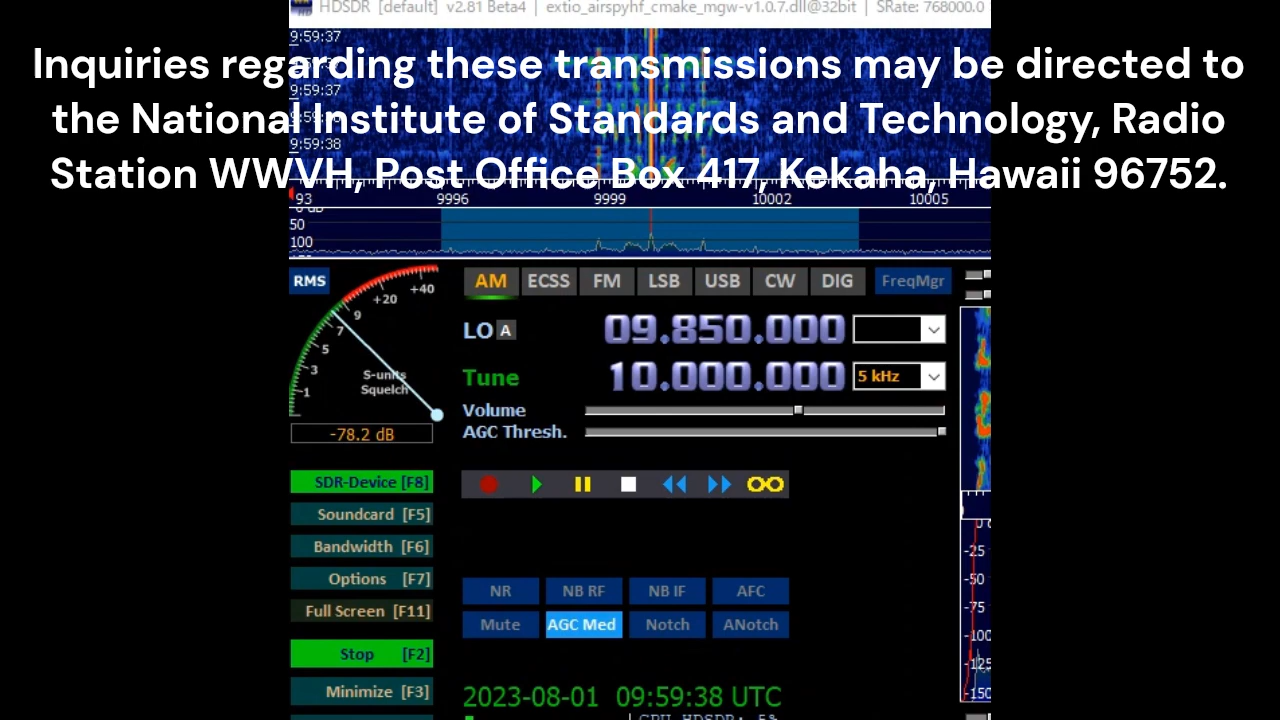 HDSDR [default] v2.81 Beta4 | extio_airspyhf_cmake_mgw-v1.0.7.dll@32bit | SRate: 768000.0
9:59:37
Inquiries regarding these transmissions may be directed to
9:59:37
the National Institute of Standards and Technology, Radio
9:59:38
Station WWVH, Post Office Box 417, Kekaha, Hawaii 96752.
93 9996 9999 10002 10005
50
100
RMS
+20 +40
9
7
5
3
1
S-units
Squelch
-78.2 dB
AM ECSS FM LSB USB CW DIG FreqMgr
LO A 09.850.000
Tune 10.000.000 5 kHz
Volume
AGC Thresh.
SDR-Device [F8]
Soundcard [F5]
Bandwidth [F6]
Options [F7]
Full Screen [F11]
Stop [F2]
Minimize [F3]
NR NB RF NB IF AFC
Mute AGC Med Notch ANotch
2023-08-01 09:59:38 UTC
CPU HDSDR: 5%
-25
-50
-75
-100
-125
-150